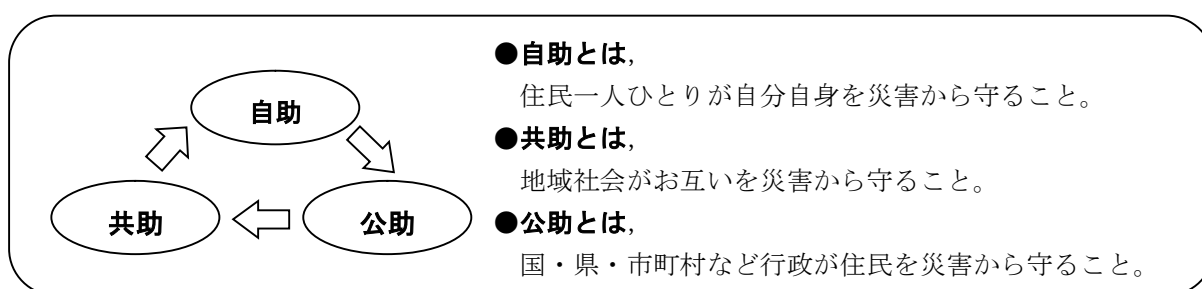 自助
共助
公助
●自助とは,
住民一人ひとりが自分自身を災害から守ること。
●共助とは,
地域社会がお互いを災害から守ること。
●公助とは,
国・県・市町村など行政が住民を災害から守ること。